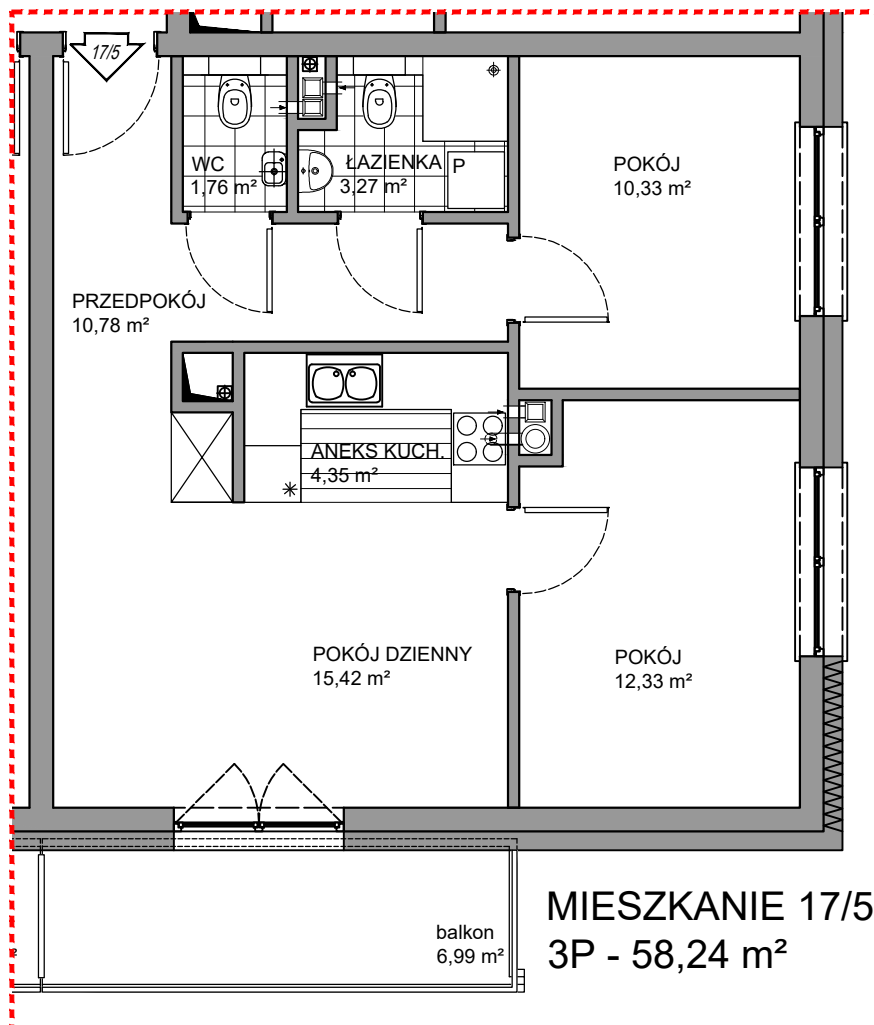 17/5
WC
1,76 m²
ŁAZIENKA
3,27 m²
P
POKÓJ
10,33 m²
PRZEDPOKÓJ
10,78 m²
ANEKS KUCH.
4,35 m²
POKÓJ DZIENNY
15,42 m²
POKÓJ
12,33 m²
balkon
6,99 m²
²
MIESZKANIE 17/5
3P - 58,24 m²